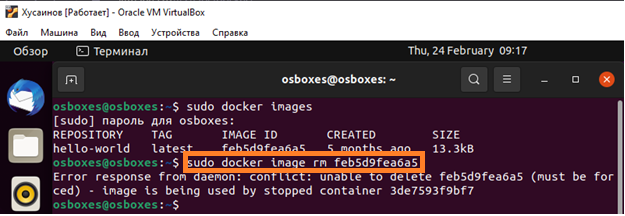 Хусаинов [Работает] - Oracle VM VirtualBox
Файл Машина Вид Ввод Устройства Справка
Обзор Терминал Thu, 24 February 09:17
osboxes@osboxes: ~
osboxes@osboxes:~$ sudo docker images
[sudo] пароль для osboxes:
REPOSITORY TAG IMAGE ID CREATED SIZE
hello-world latest feb5d9fea6a5 5 months ago 13.3kB
osboxes@osboxes:~$ sudo docker image rm feb5d9fea6a5
Error response from daemon: conflict: unable to delete feb5d9fea6a5 (must be for
ced) - image is being used by stopped container 3de7593f9bf7
osboxes@osboxes:~$